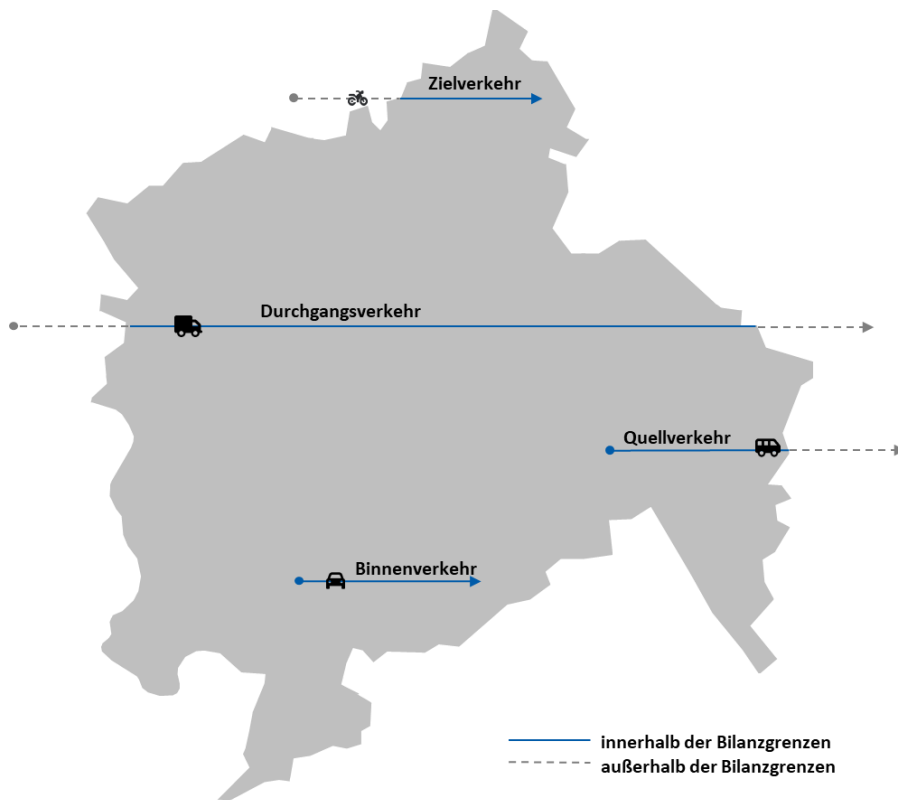 Zielverkehr
Durchgangsverkehr
Quellverkehr
Binnenverkehr
innerhalb der Bilanzgrenzen
außerhalb der Bilanzgrenzen